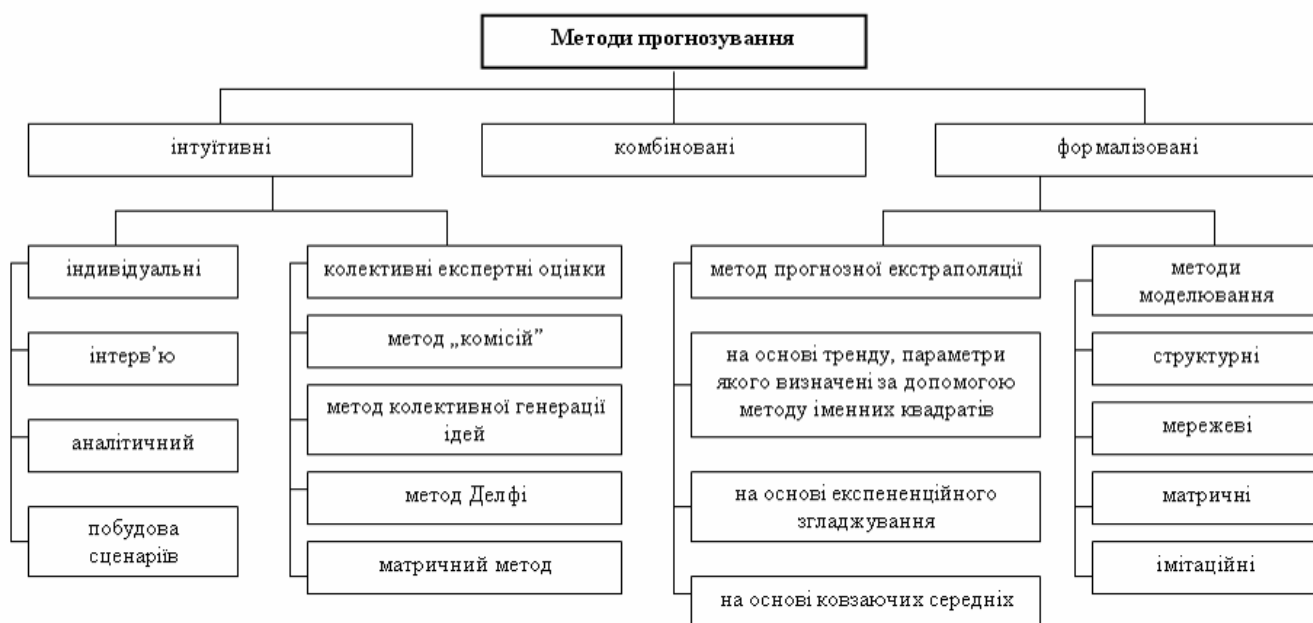 Методи прогнозування
інтуїтивні
комбіновані
формалізовані
індивідуальні
інтерв’ю
аналітичний
побудова
сценаріїв
колективні експертні оцінки
метод „комісій”
метод колективної генерації
ідей
метод Делфі
матричний метод
метод прогнозної екстраполяції
на основі тренду, параметри
якого визначені за допомогою
методу іменних квадратів
на основі експененційного
згладжування
на основі ковзаючих середніх
методи
моделювання
структурні
мережеві
матричні
імітаційні